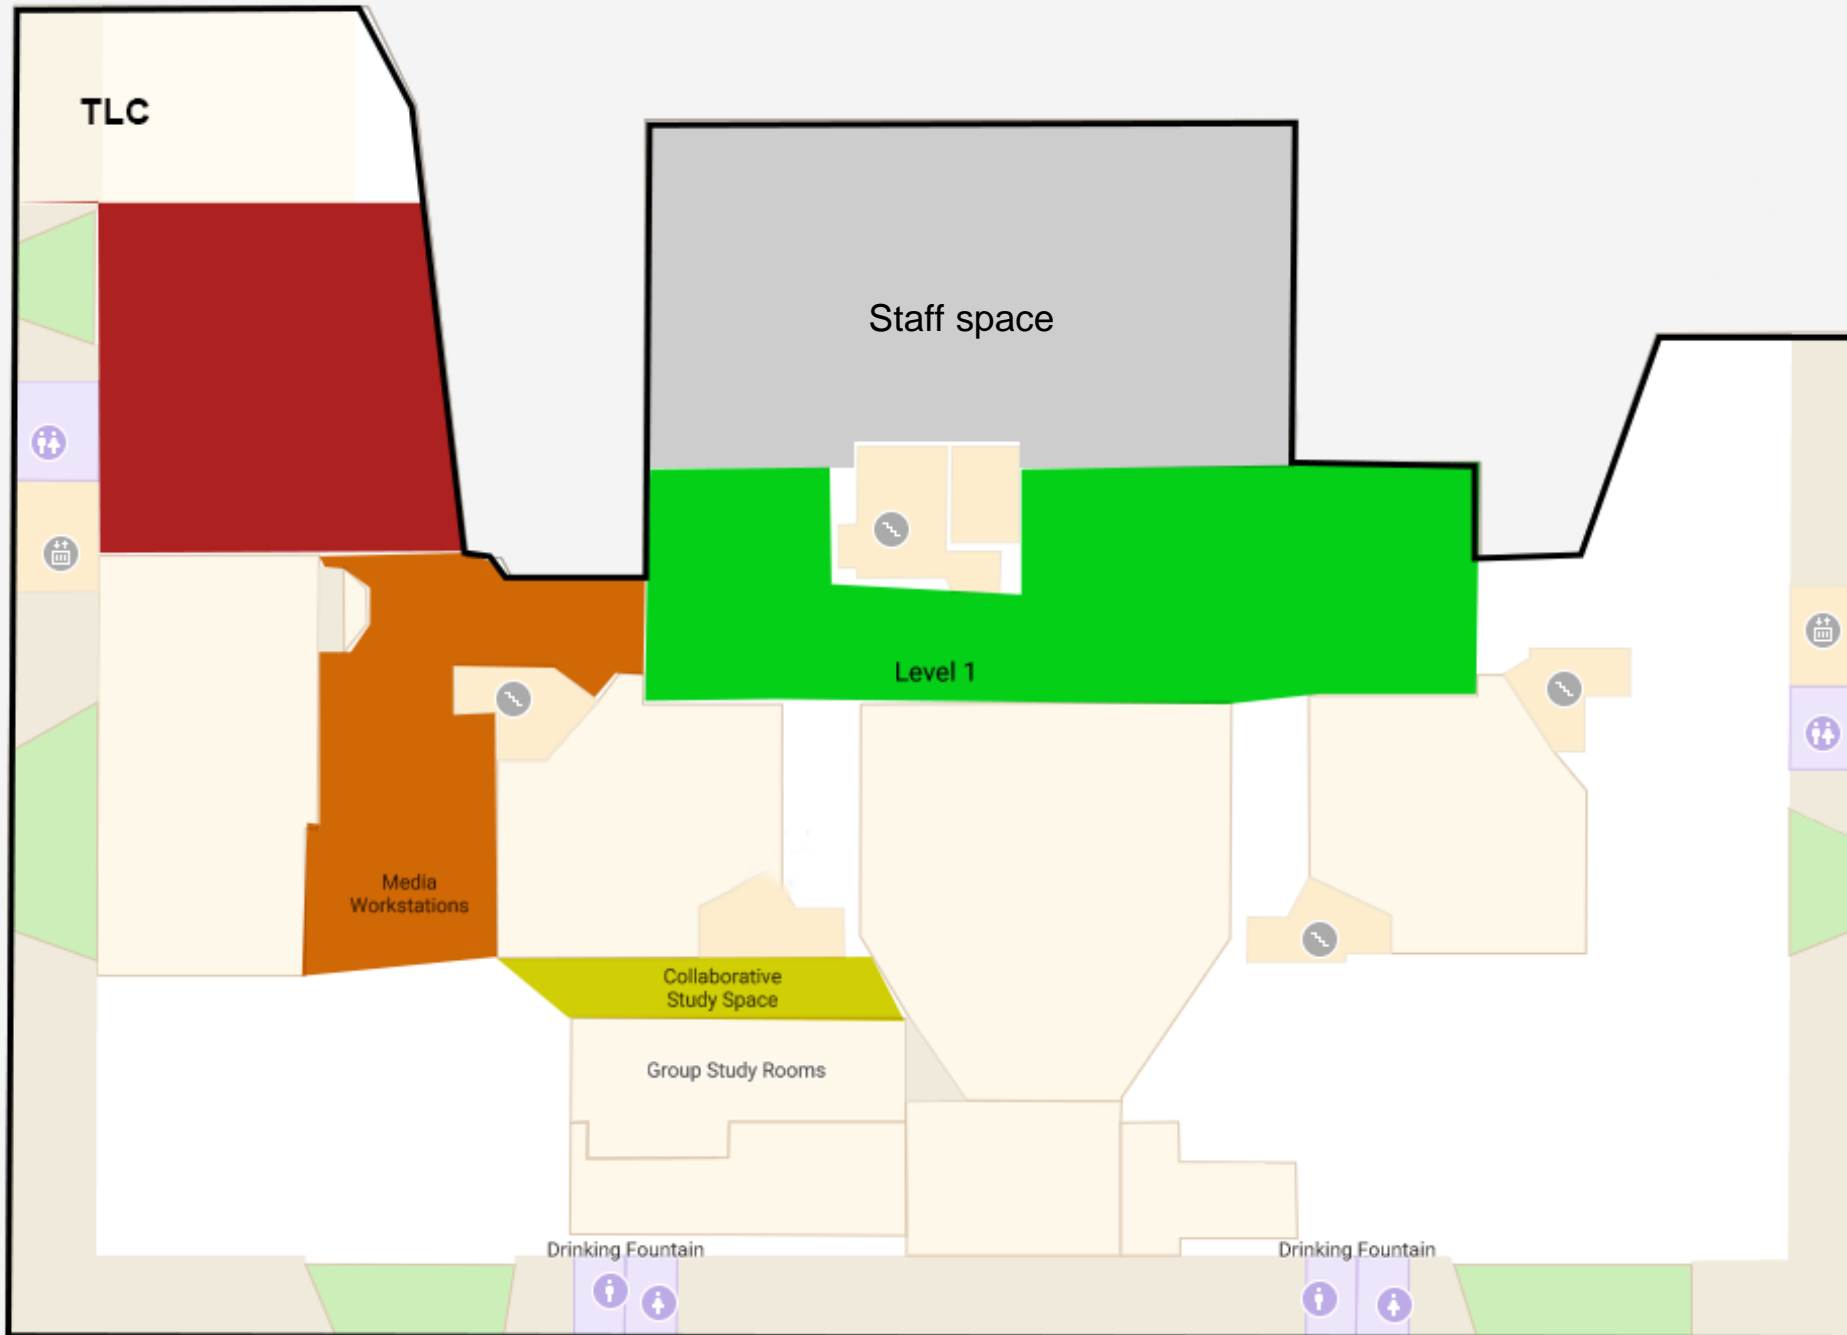 TLC
Staff space
Level 1
Media
Workstations
Collaborative
Study Space
Group Study Rooms
Drinking Fountain
Drinking Fountain